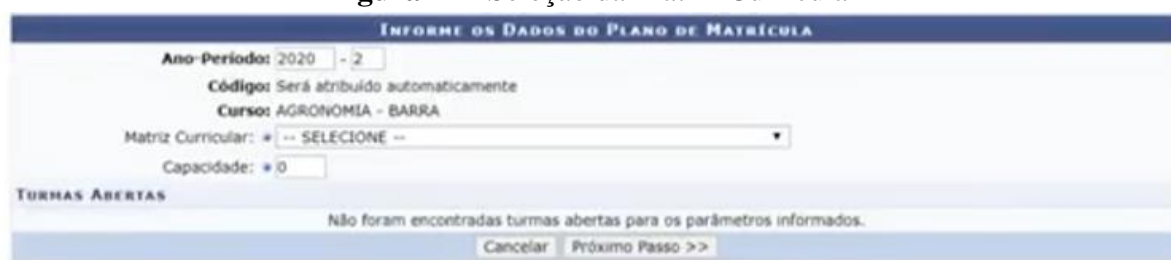 INFORME OS DADOS DO PLANO DE MATRÍCULA
Ano-Período: 2020 - 2
Código: Será atribuído automaticamente
Curso: AGRONOMIA - BARRA
Matriz Curricular: -- SELECIONE --
Capacidade: 0
TURMAS ABERTAS
Não foram encontradas turmas abertas para os parâmetros informados.
Cancelar Próximo Passo >>